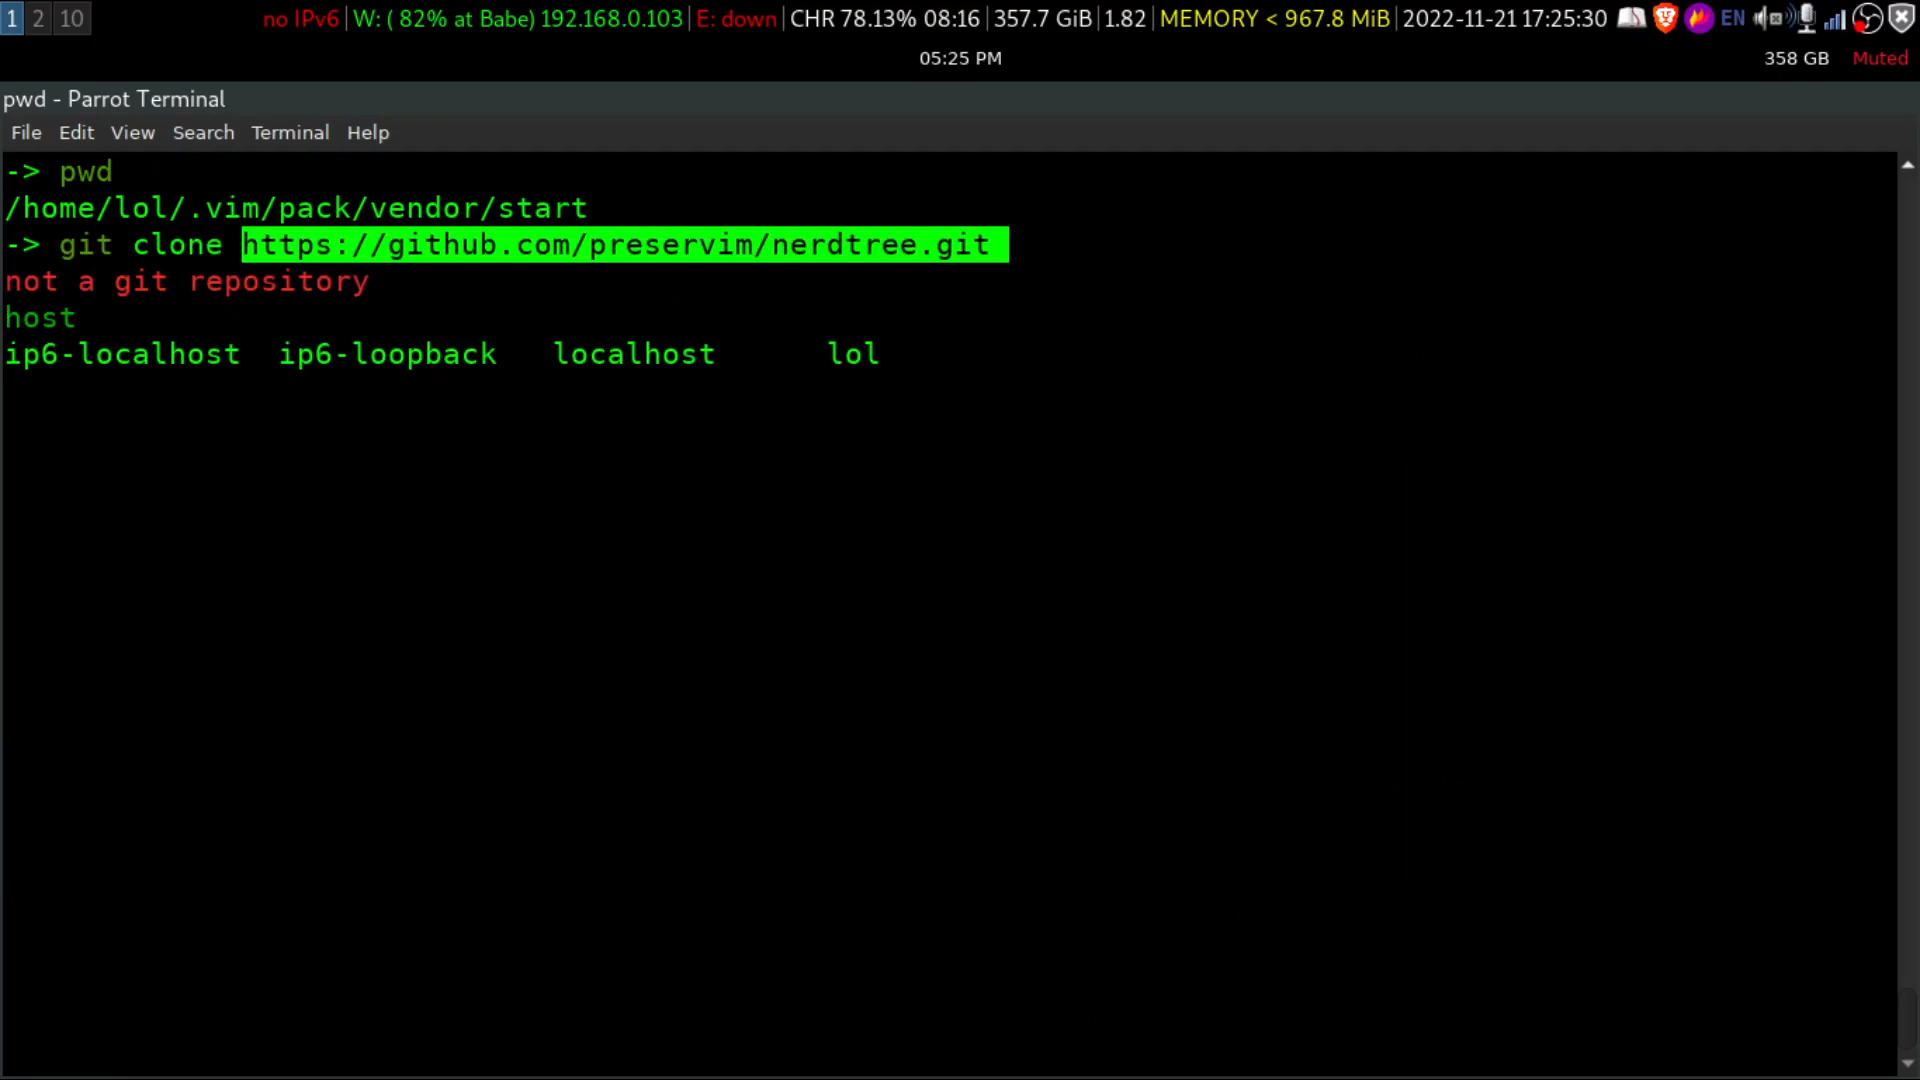 1 2 10 no IPv6|W: ( 82% at Babe) 192.168.0.103|E: down|CHR 78.13% 08:16|357.7 GiB|1.82|MEMORY < 967.8 MiB|2022-11-21 17:25:30 EN
05:25 PM 358 GB Muted
pwd - Parrot Terminal
File Edit View Search Terminal Help
-> pwd
/home/lol/.vim/pack/vendor/start
-> git clone https://github.com/preservim/nerdtree.git
not a git repository
host
ip6-localhost ip6-loopback localhost lol